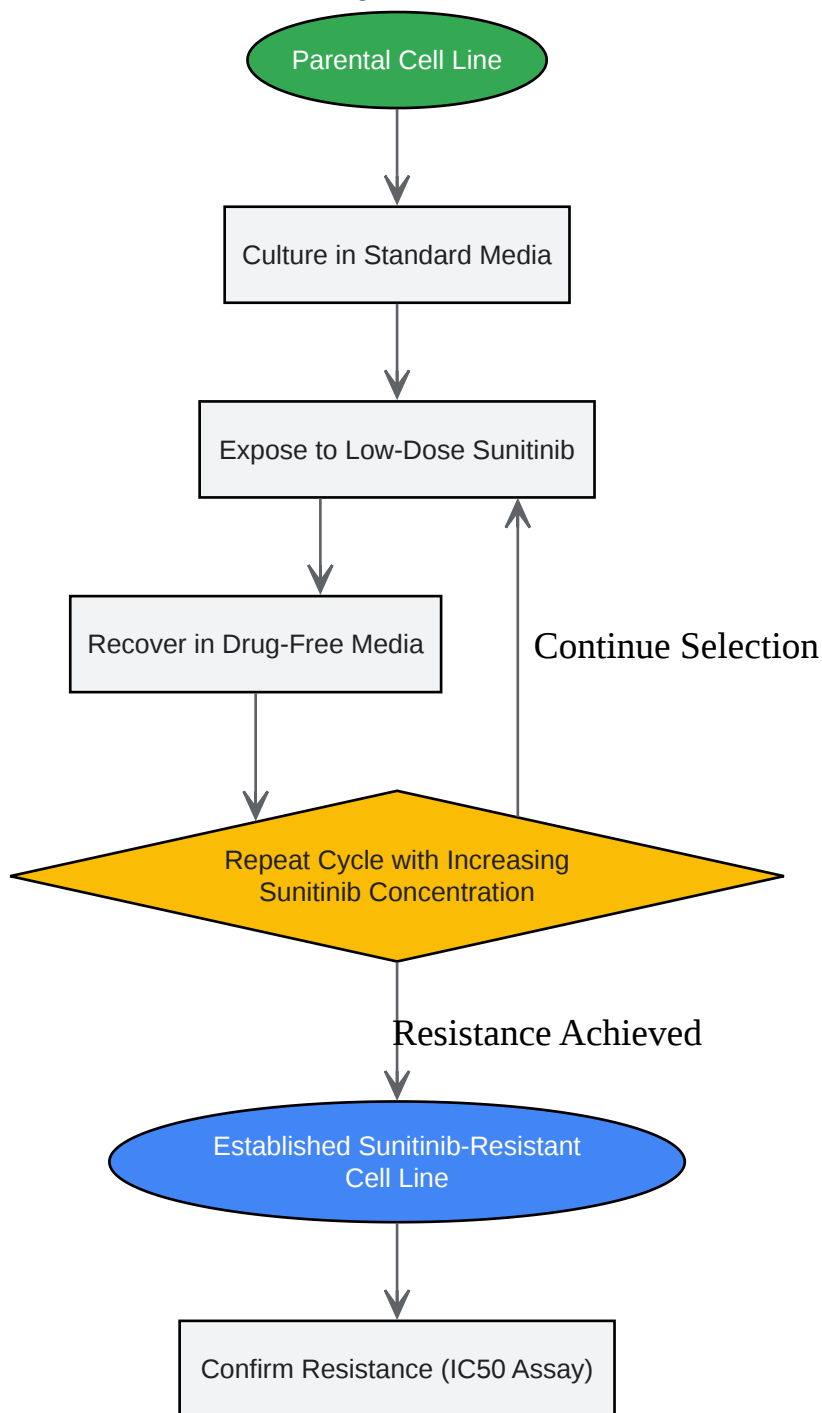 Parental Cell Line
Culture in Standard Media
Expose to Low-Dose Sunitinib
Recover in Drug-Free Media
Continue Selection
Repeat Cycle with Increasing
Sunitinib Concentration
Resistance Achieved
Established Sunitinib-Resistant
Cell Line
Confirm Resistance (IC50 Assay)